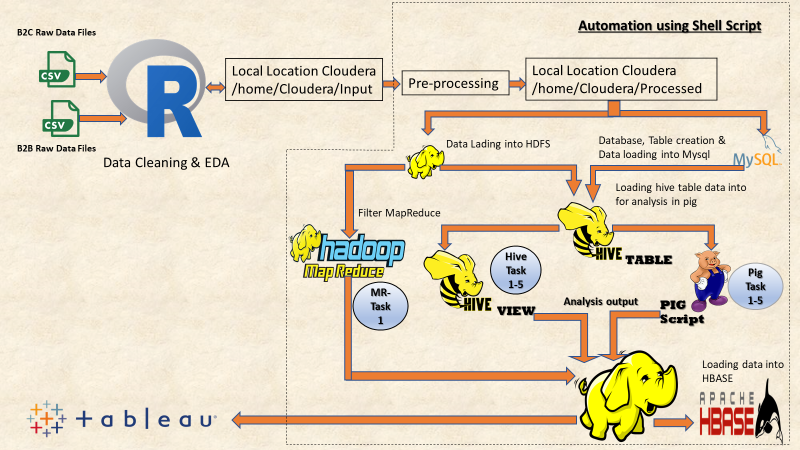 B2C Raw Data Files
CSV
CSV
B2B Raw Data Files
R
Data Cleaning & EDA
Automation using Shell Script
Local Location Cloudera
/home/Cloudera/Input
Pre-processing
Local Location Cloudera
/home/Cloudera/Processed
Data Lading into HDFS
Database, Table creation &
Data loading into Mysql
MySQL
Loading hive table data into
for analysis in pig
Filter MapReduce
hadoop
Map Reduce
MR-
Task
1
HIVE
TABLE
HIVE
VIEW
Hive
Task
1-5
Pig
Task
1-5
Analysis output
PIG
Script
Loading data into
HBASE
APACHE
HBASE
+ableau